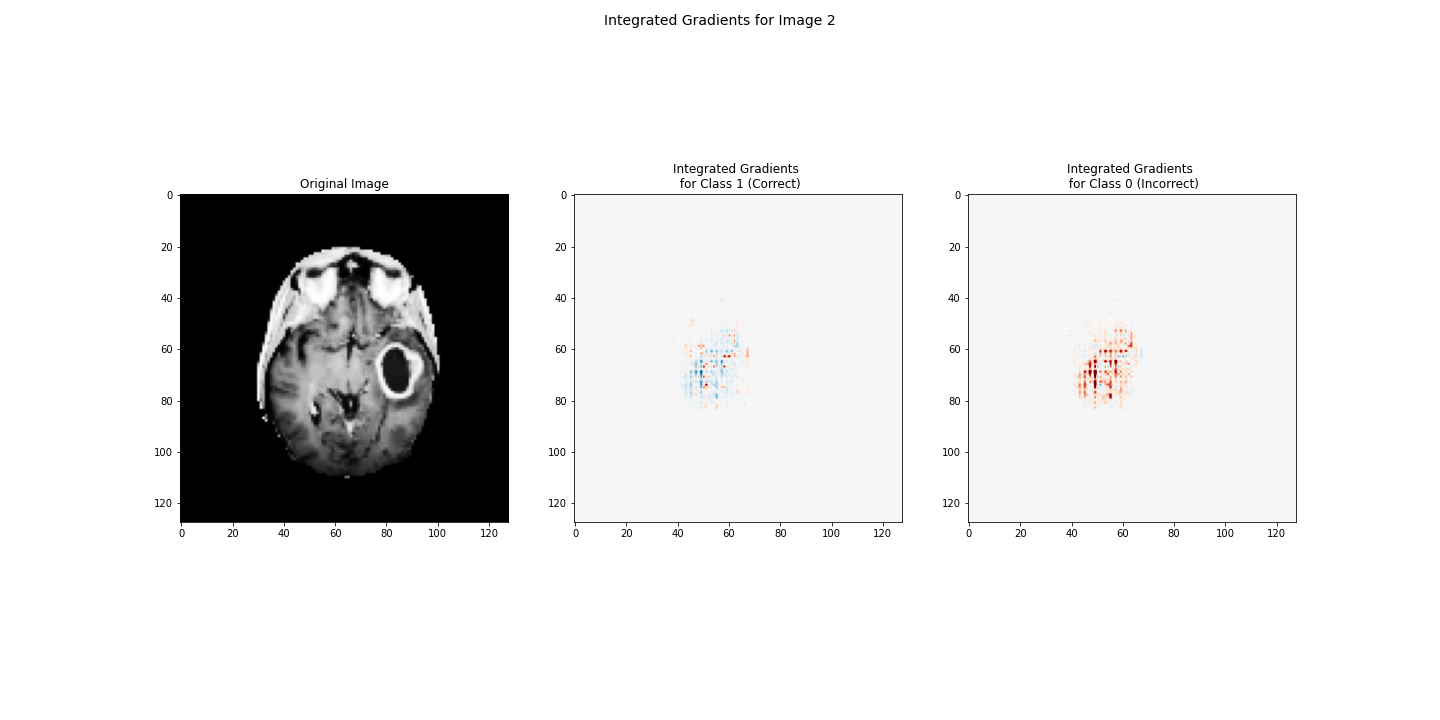 Integrated Gradients for Image 2
Original Image
0
20
40
60
80
100
120
0 20 40 60 80 100 120
Integrated Gradients
for Class 1 (Correct)
0
20
40
60
80
100
120
0 20 40 60 80 100 120
Integrated Gradients
for Class 0 (Incorrect)
0
20
40
60
80
100
120
0 20 40 60 80 100 120